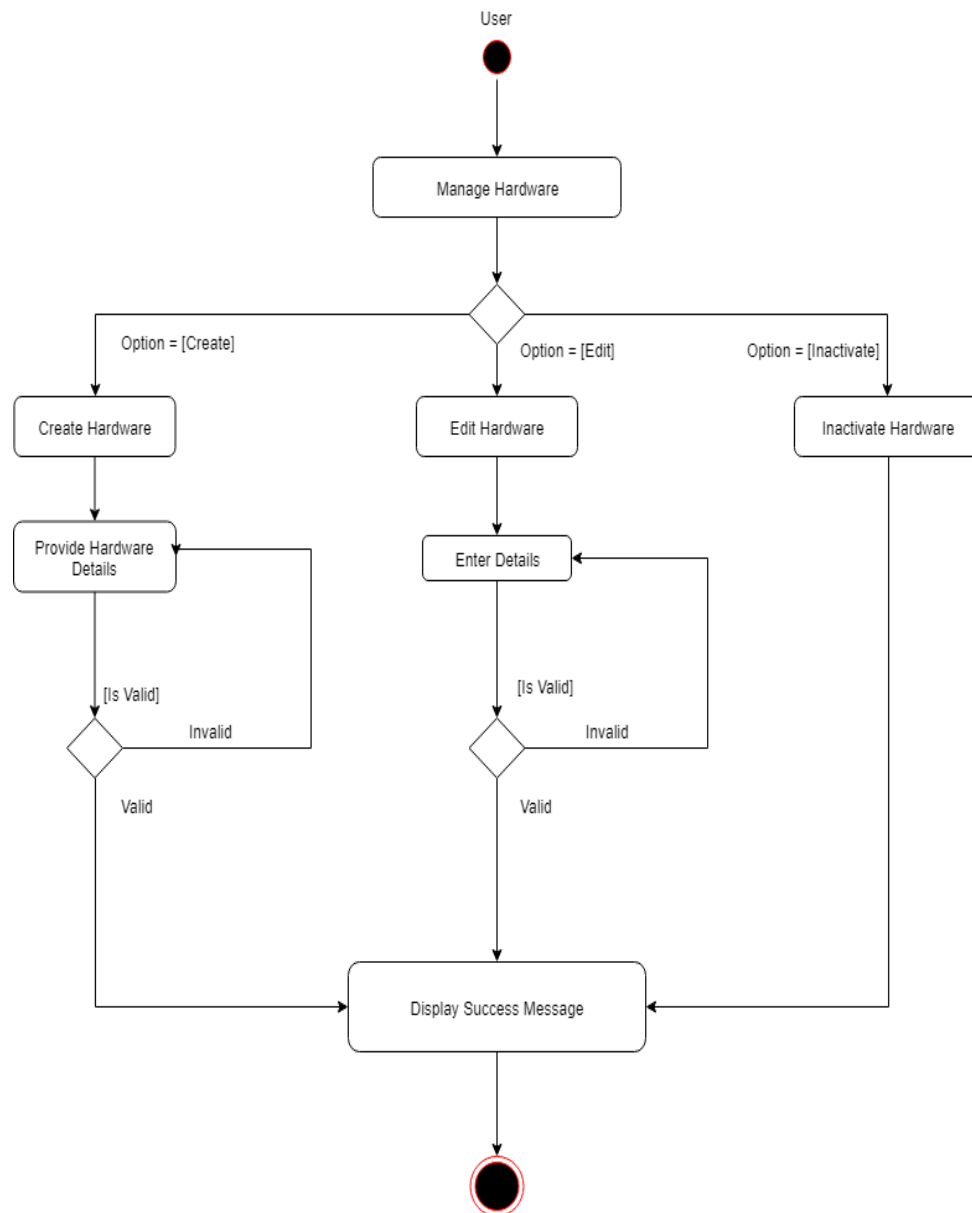 User
Manage Hardware
Option = [Create]
Option = [Edit]
Option = [Inactivate]
Create Hardware
Edit Hardware
Inactivate Hardware
Provide Hardware
Details
Enter Details
[Is Valid]
[Is Valid]
Invalid
Invalid
Valid
Valid
Display Success Message